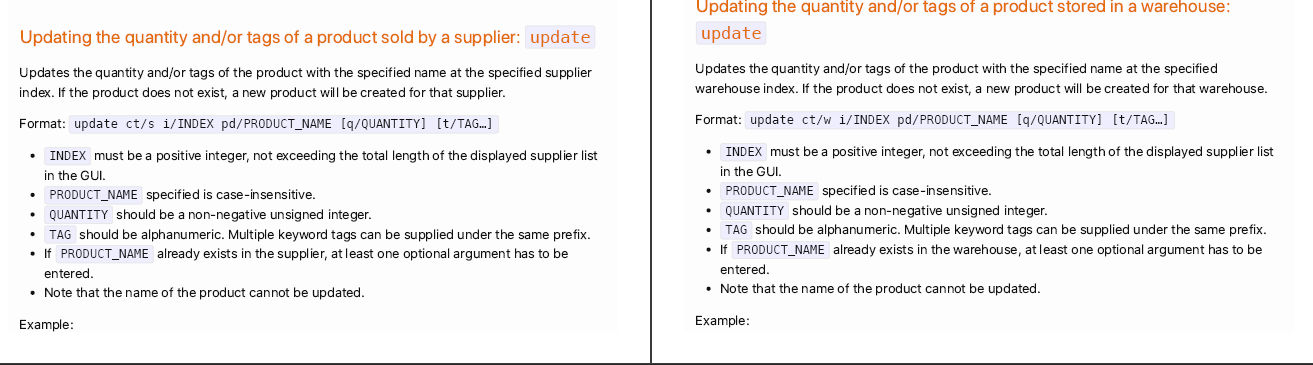 Updating the quantity and/or tags of a product sold by a supplier: update
Updates the quantity and/or tags of the product with the specified name at the specified supplier
index. If the product does not exist, a new product will be created for that supplier.
Format: update ct/s i/INDEX pd/PRODUCT_NAME [q/QUANTITY] [t/TAG…]
• INDEX must be a positive integer, not exceeding the total length of the displayed supplier list
in the GUI.
• PRODUCT_NAME specified is case-insensitive.
• QUANTITY should be a non-negative unsigned integer.
• TAG should be alphanumeric. Multiple keyword tags can be supplied under the same prefix.
• If PRODUCT_NAME already exists in the supplier, at least one optional argument has to be
entered.
• Note that the name of the product cannot be updated.
Example:
Updating the quantity and/or tags of a product stored in a warehouse:
update
Updates the quantity and/or tags of the product with the specified name at the specified
warehouse index. If the product does not exist, a new product will be created for that warehouse.
Format: update ct/w i/INDEX pd/PRODUCT_NAME [q/QUANTITY] [t/TAG…]
• INDEX must be a positive integer, not exceeding the total length of the displayed supplier list
in the GUI.
• PRODUCT_NAME specified is case-insensitive.
• QUANTITY should be a non-negative unsigned integer.
• TAG should be alphanumeric. Multiple keyword tags can be supplied under the same prefix.
• If PRODUCT_NAME already exists in the warehouse, at least one optional argument has to be
entered.
• Note that the name of the product cannot be updated.
Example: